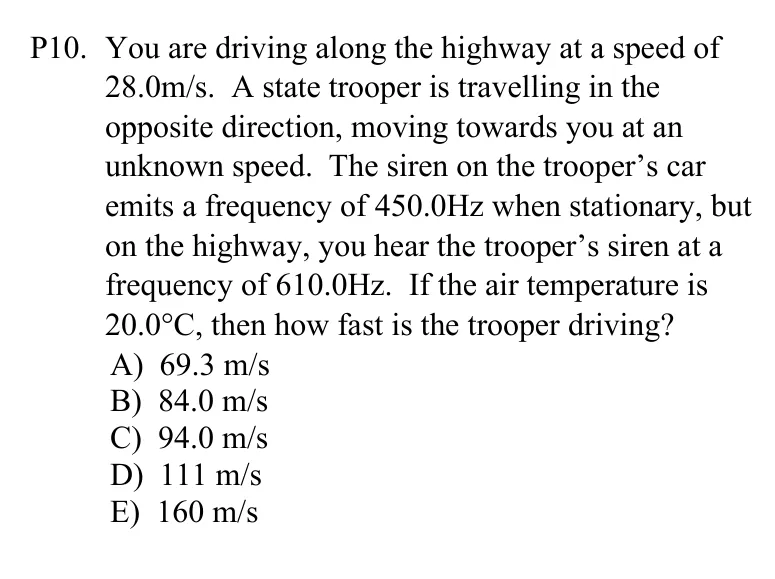 P10. You are driving along the highway at a speed of
28.0m/s. A state trooper is travelling in the
opposite direction, moving towards you at an
unknown speed. The siren on the trooper's car
emits a frequency of 450.0Hz when stationary, but
on the highway, you hear the trooper's siren at a
frequency of 610.0Hz. If the air temperature is
20.0°C, then how fast is the trooper driving?
A) 69.3 m/s
B) 84.0 m/s
C) 94.0 m/s
D) 111 m/s
E) 160 m/s